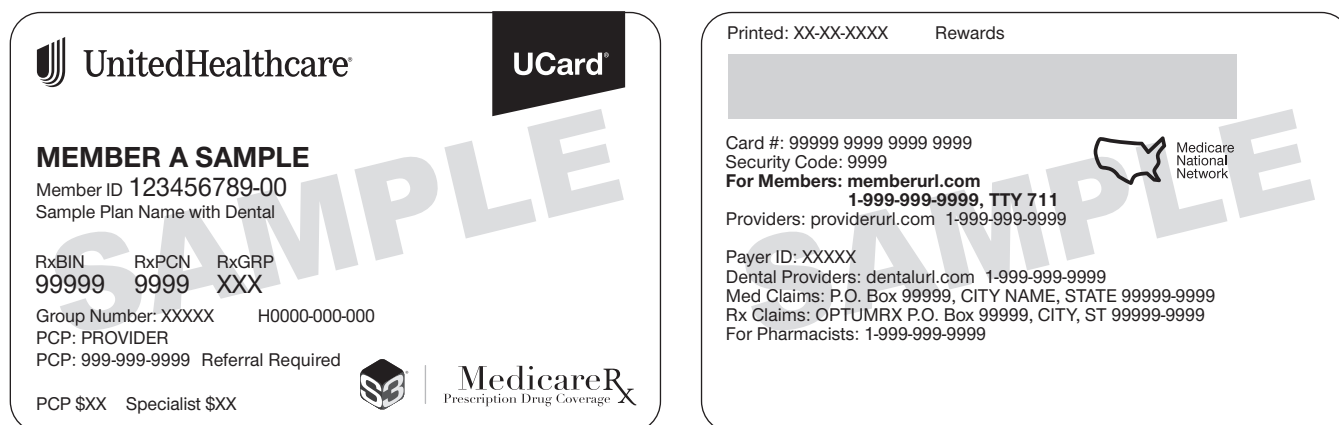 UnitedHealthcare®
UCard®
MEMBER A SAMPLE
Member ID 123456789-00
Sample Plan Name with Dental
RxBIN RxPCN RxGRP
99999 9999 XXX
Group Number: XXXXX H0000-000-000
PCP: PROVIDER
PCP: 999-999-9999 Referral Required
PCP $XX Specialist $XX
S3®
MedicareRx
Prescription Drug Coverage
SAMPLE
Printed: XX-XX-XXXX Rewards
Card #: 99999 9999 9999 9999
Security Code: 9999
For Members: memberurl.com
1-999-999-9999, TTY 711
Providers: providerurl.com 1-999-999-9999
Medicare
National
Network
Payer ID: XXXXX
Dental Providers: dentalurl.com 1-999-999-9999
Med Claims: P.O. Box 99999, CITY NAME, STATE 99999-9999
Rx Claims: OPTUMRX P.O. Box 99999, CITY, ST 99999-9999
For Pharmacists: 1-999-999-9999
SAMPLE